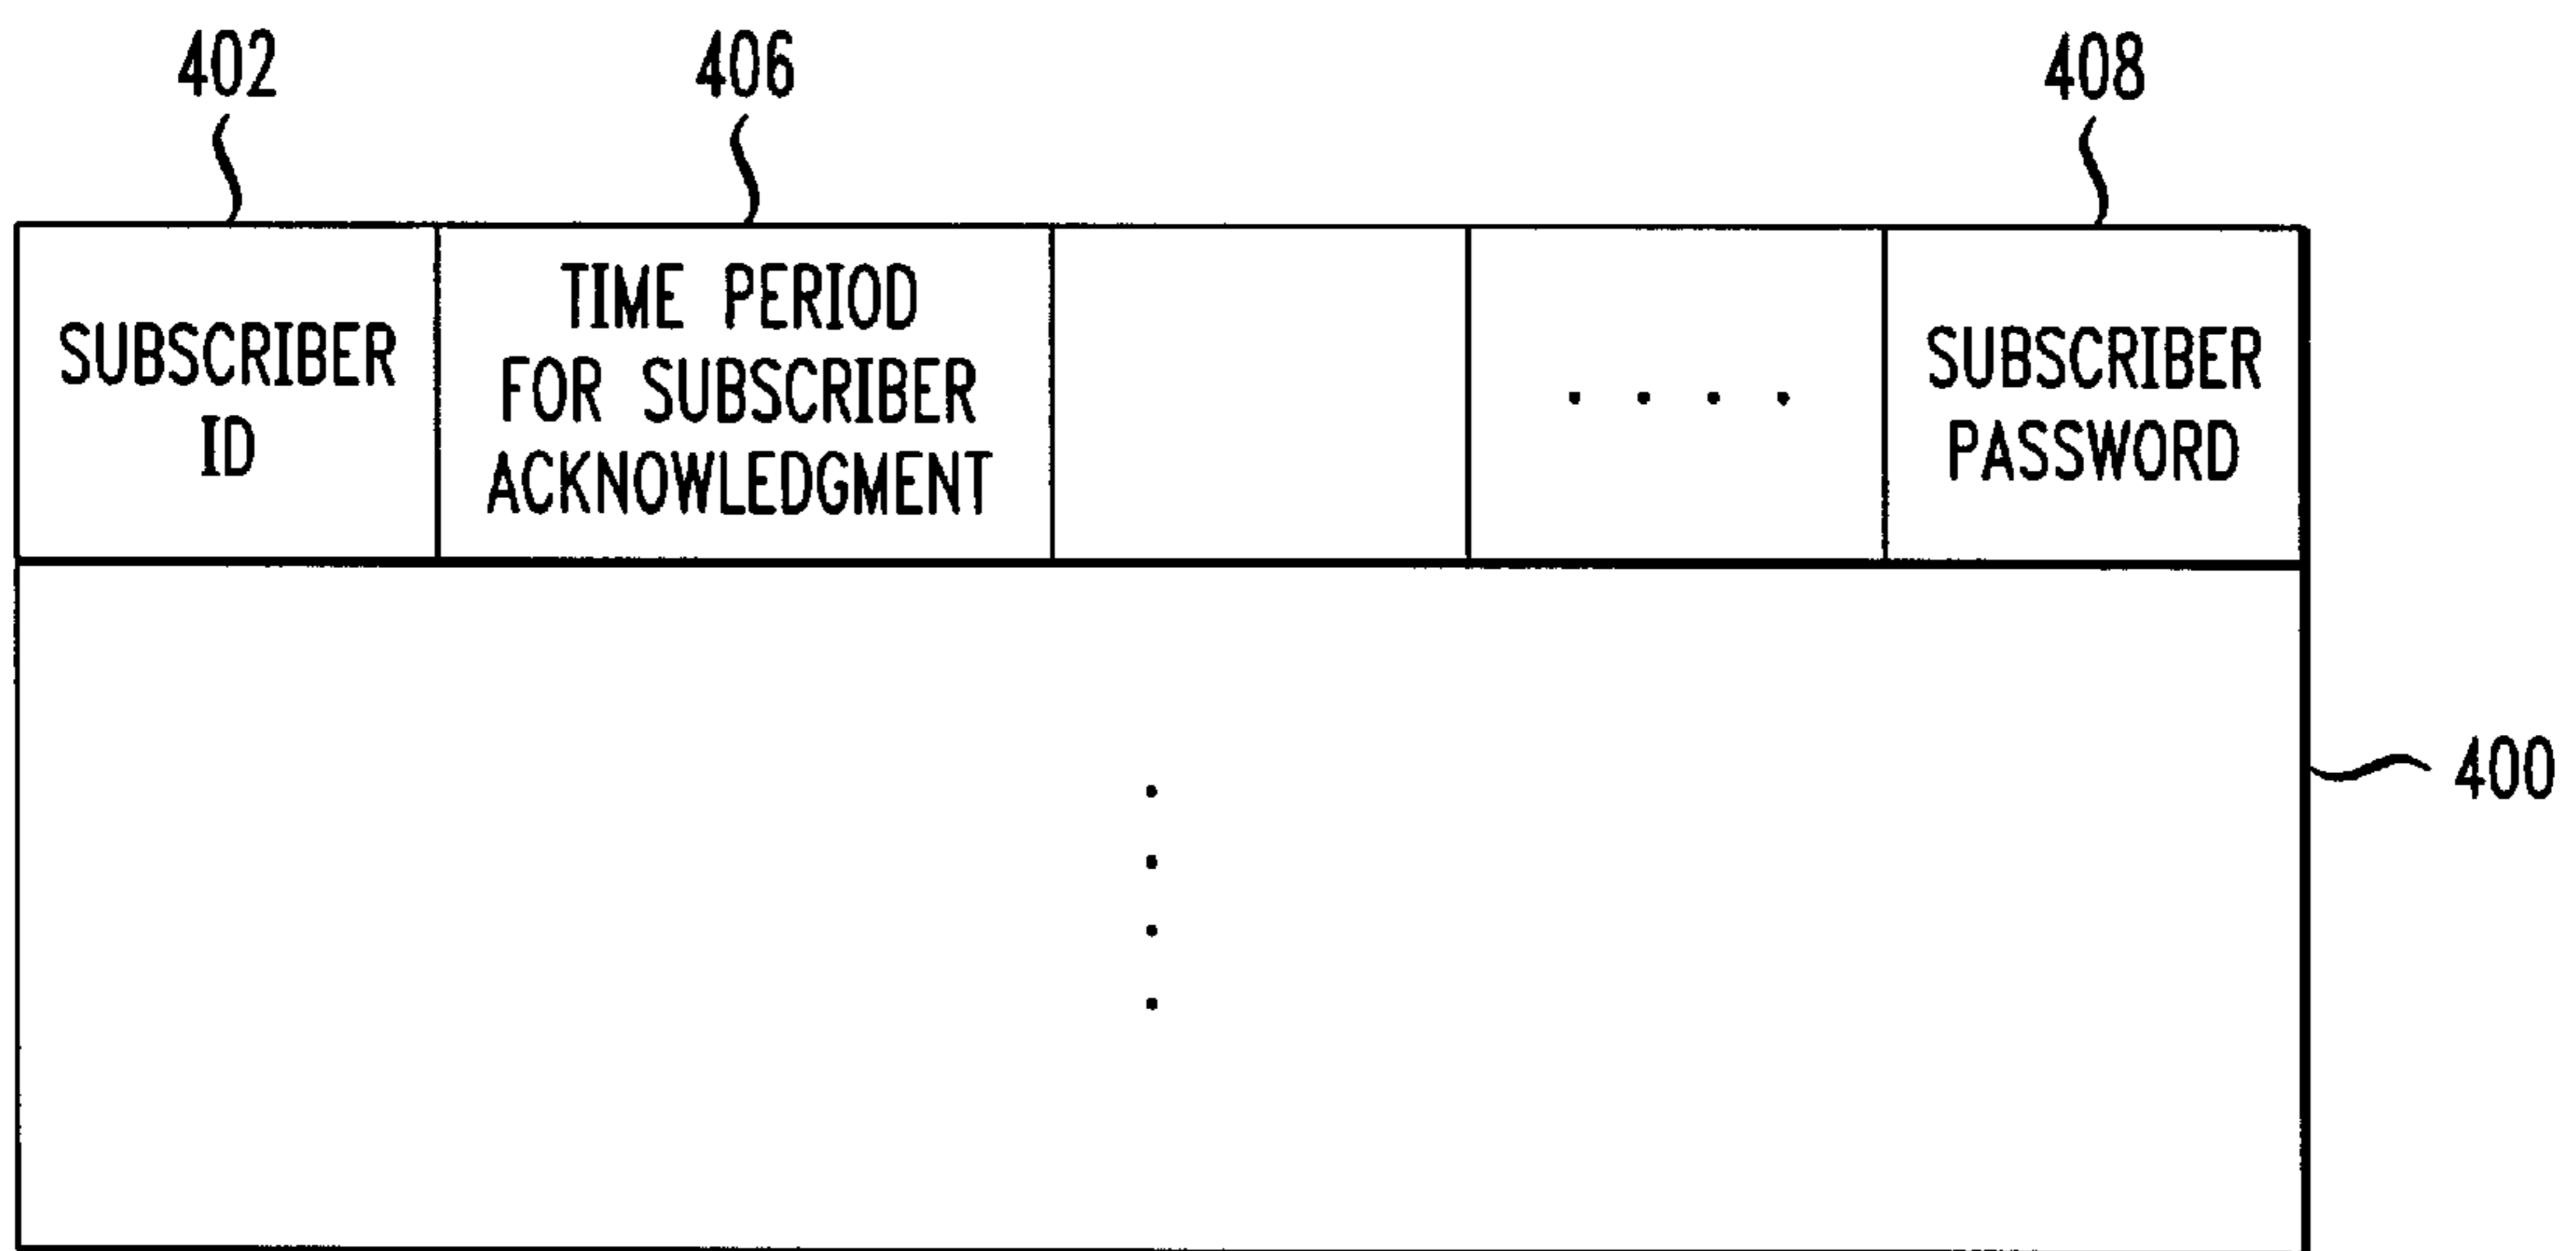 402
406
408
SUBSCRIBER
ID
TIME PERIOD
FOR SUBSCRIBER
ACKNOWLEDGMENT
. . . .
SUBSCRIBER
PASSWORD
400